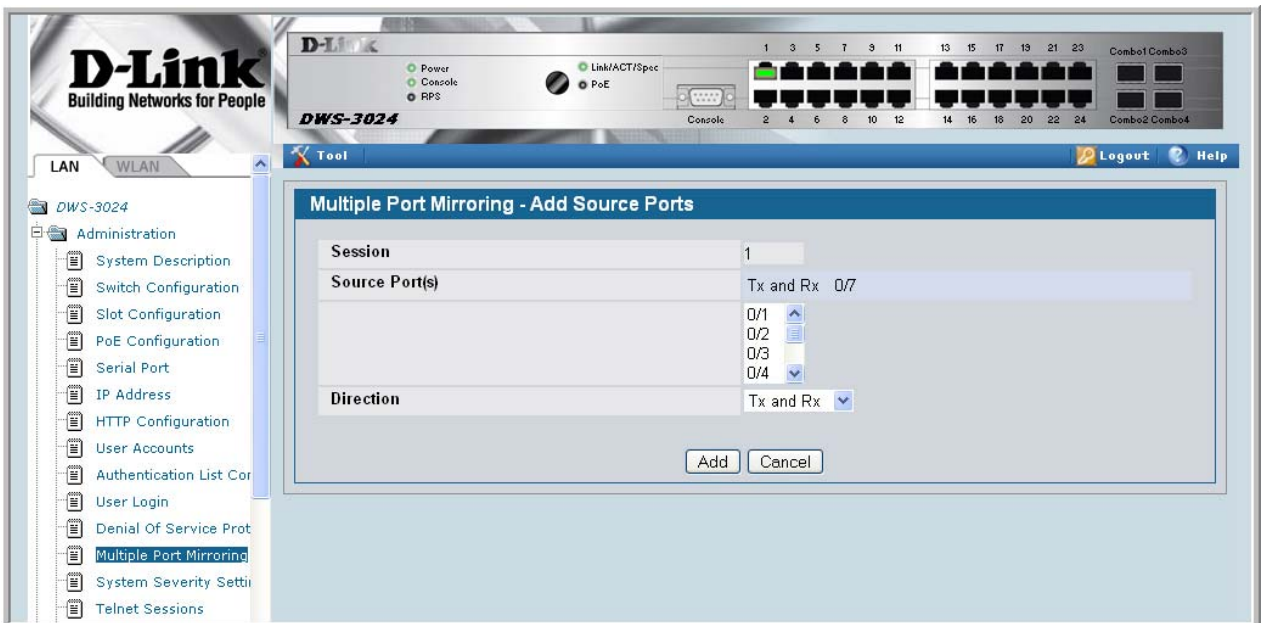 D-Link
Building Networks for People
D-Link
Power
Console
RPS
Link/ACT/Spec
PoE
DWS-3024
Console
1 3 5 7 9 11 13 15 17 19 21 23
2 4 6 8 10 12 14 16 18 20 22 24
Combo1 Combo3
Combo2 Combo4
LAN WLAN
Tool
Logout Help
DWS-3024
Administration
System Description
Switch Configuration
Slot Configuration
PoE Configuration
Serial Port
IP Address
HTTP Configuration
User Accounts
Authentication List Cor
User Login
Denial Of Service Prot
Multiple Port Mirroring
System Severity Settii
Telnet Sessions
Multiple Port Mirroring - Add Source Ports
Session 1
Source Port(s) Tx and Rx 0/7
0/1
0/2
0/3
0/4
Direction Tx and Rx
Add Cancel